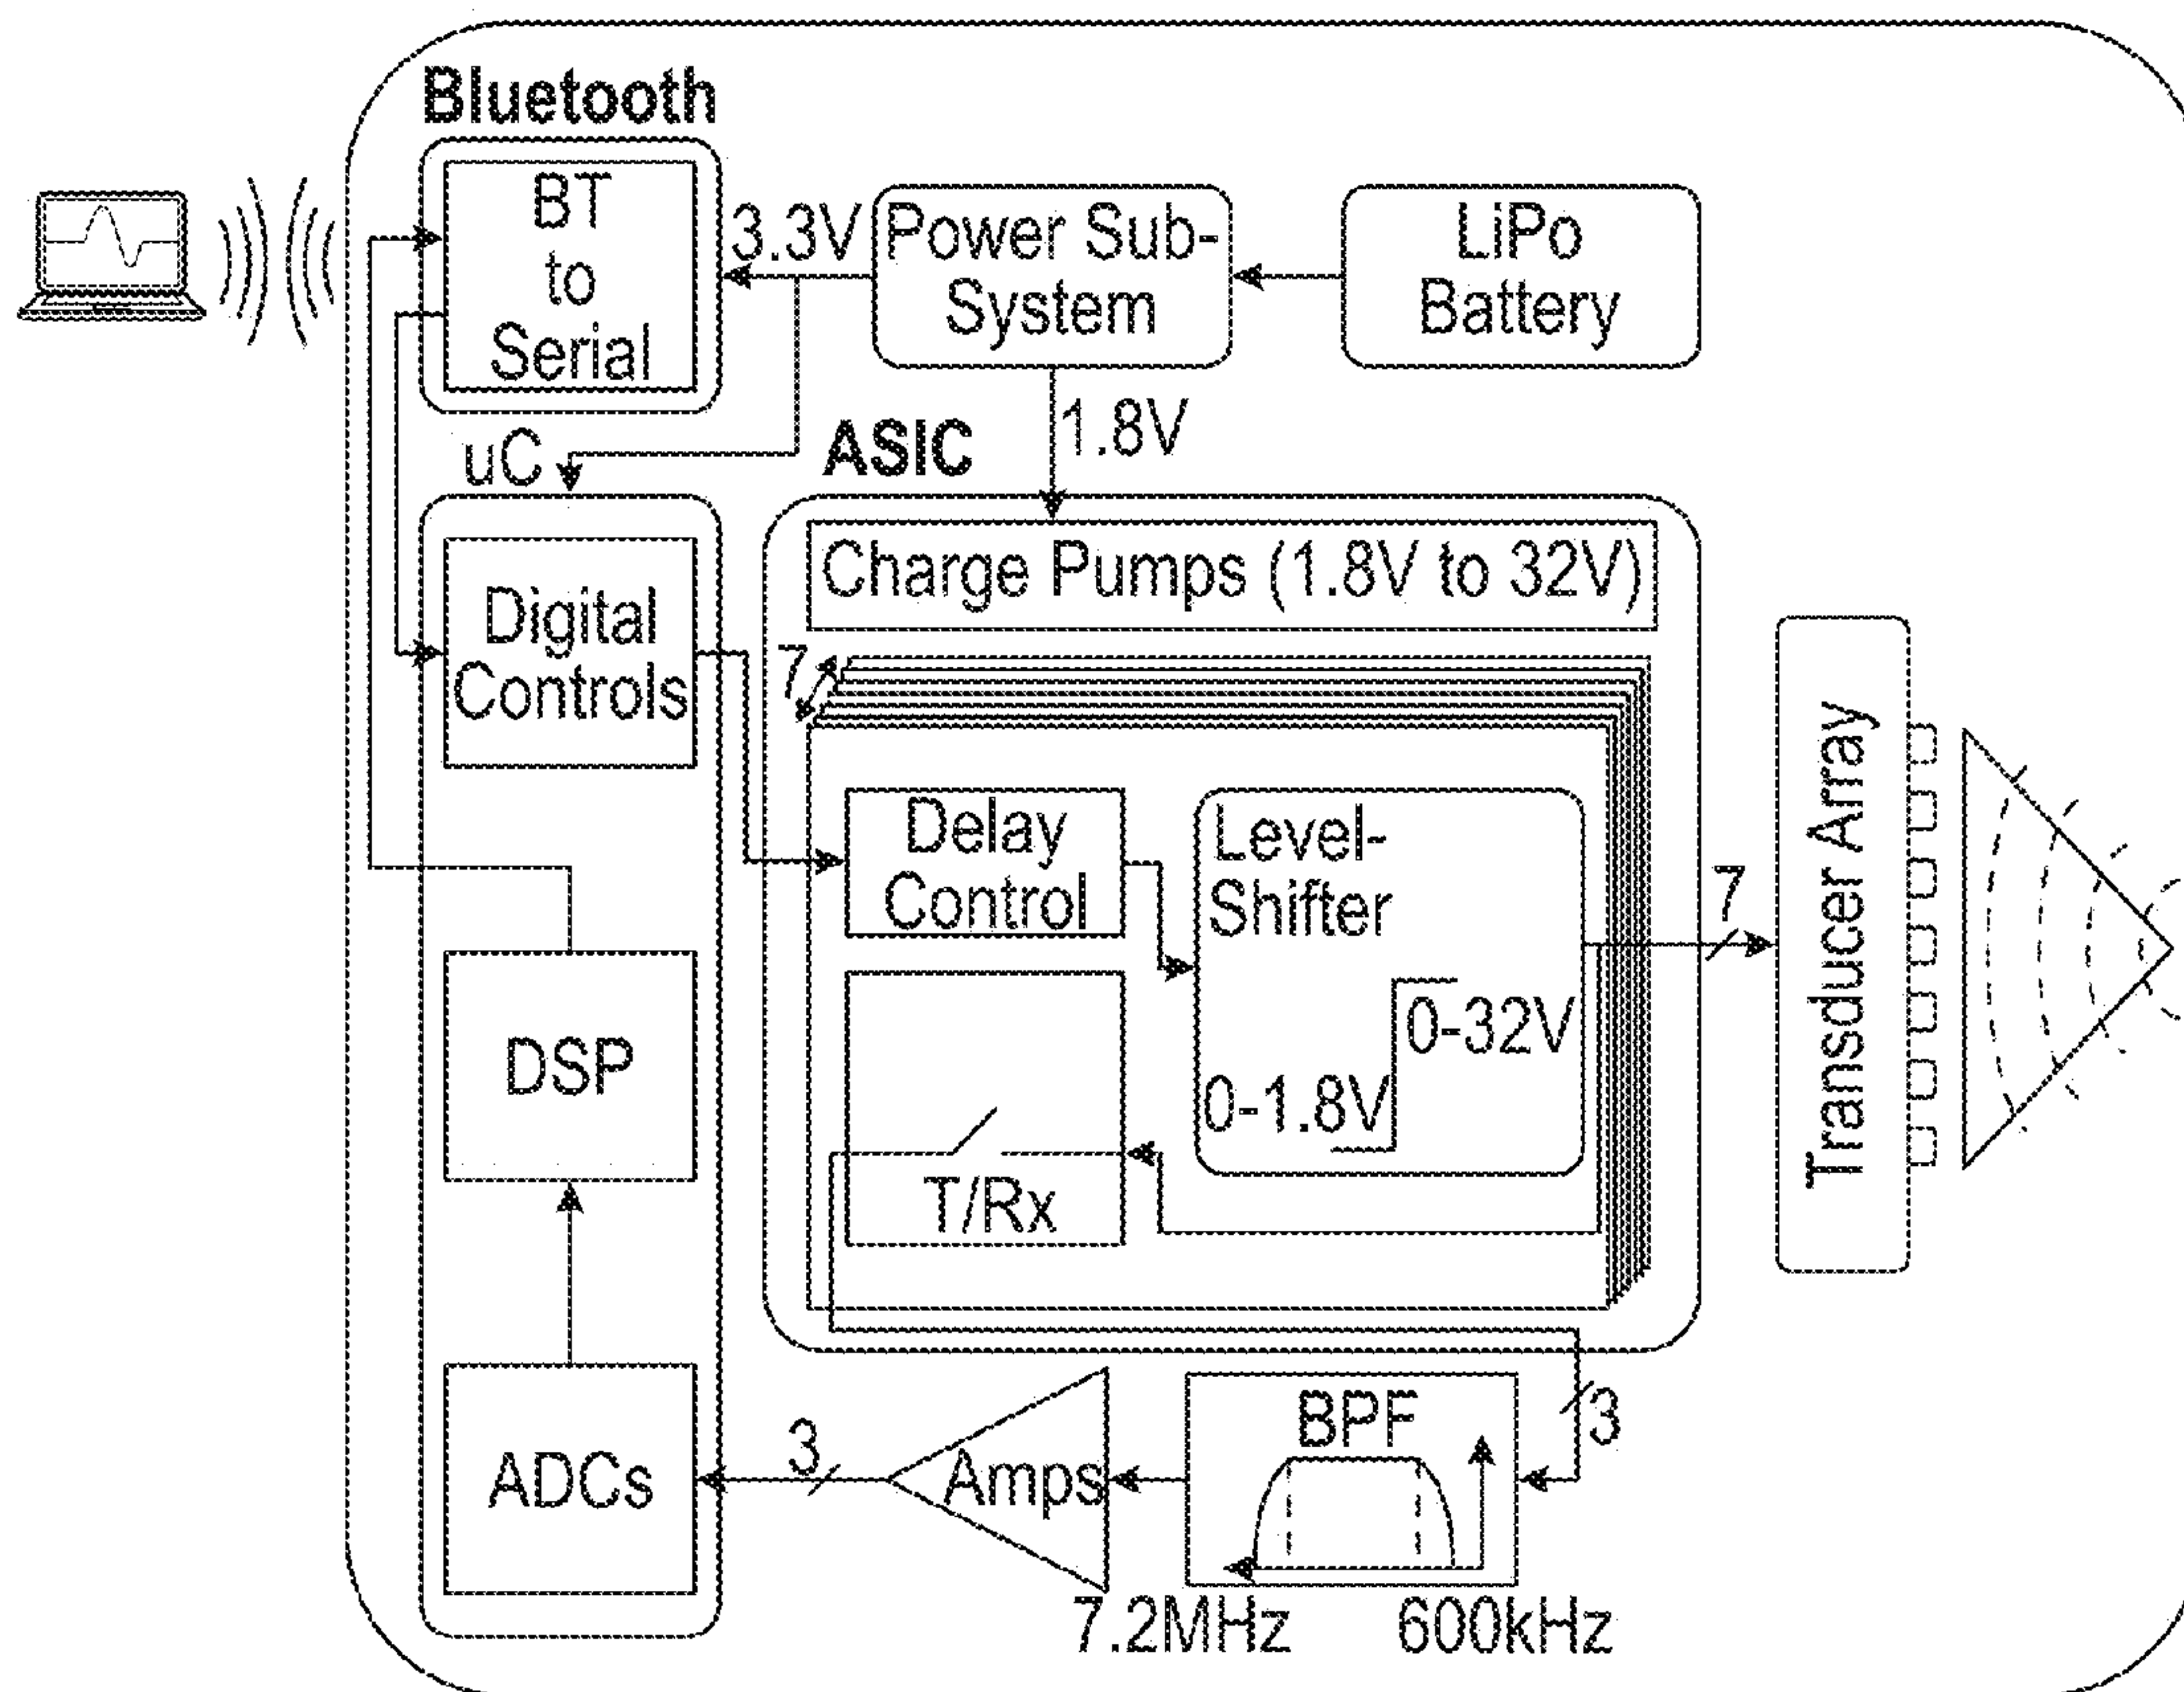 Bluetooth
BT
to
Serial
3.3V
Power Sub-
System
LiPo
Battery
1.8V
uC
ASIC
Charge Pumps (1.8V to 32V)
Digital
Controls
7
Delay
Control
Level-
Shifter
0-32V
0-1.8V
7
Transducer Array
DSP
T/Rx
ADCs
3
Amps
BPF
3
7.2MHz
600kHz